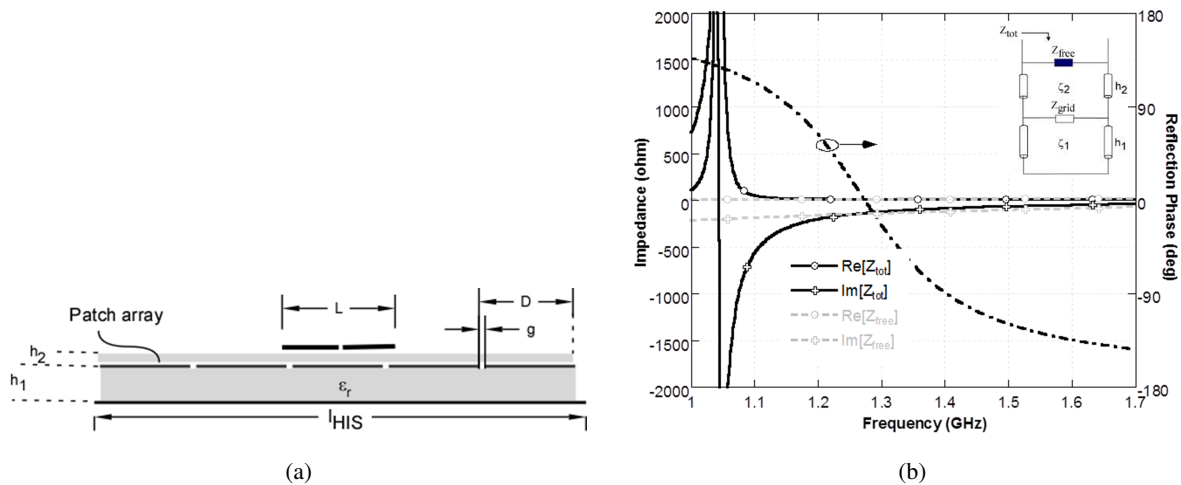 L
D
g
Patch array
h2
h1
εr
lHIS
(a)
2000
1500
1000
500
0
-500
-1000
-1500
-2000
Impedance (ohm)
1
1.1
1.2
1.3
1.4
1.5
1.6
1.7
Frequency (GHz)
180
90
0
-90
-180
Reflection Phase (deg)
Ztot
Zfree
ζ2
h2
Zgrid
ζ1
h1
Re[Ztot]
Im[Ztot]
Re[Zfree]
Im[Zfree]
(b)